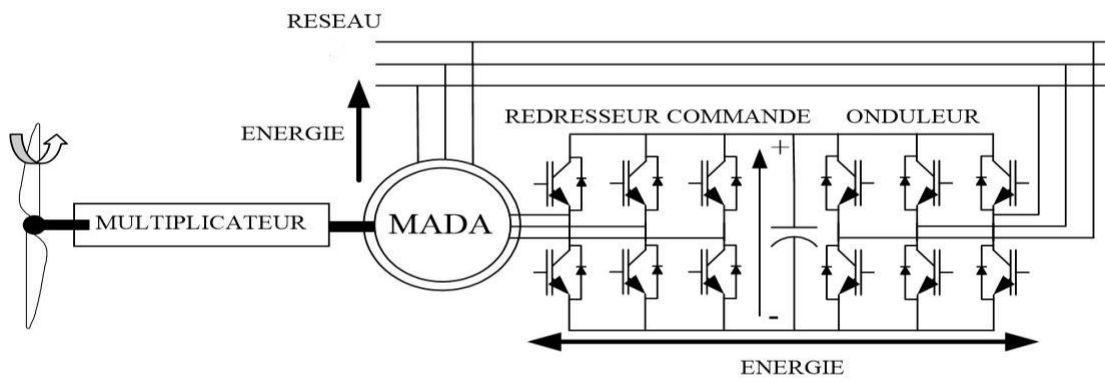 RESEAU
ENERGIE
REDRESSEUR COMMANDE
ONDULEUR
+
MULTIPLICATEUR
MADA
-
ENERGIE